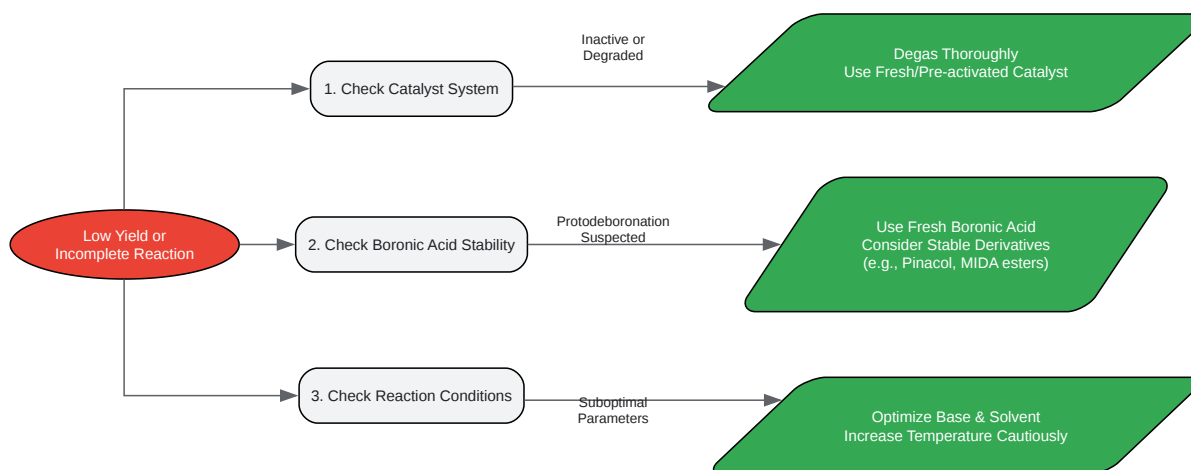 Low Yield or
Incomplete Reaction
1. Check Catalyst System
Inactive or
Degraded
Degas Thoroughly
Use Fresh/Pre-activated Catalyst
2. Check Boronic Acid Stability
Protodeboronation
Suspected
Use Fresh Boronic Acid
Consider Stable Derivatives
(e.g., Pinacol, MIDA esters)
3. Check Reaction Conditions
Suboptimal
Parameters
Optimize Base & Solvent
Increase Temperature Cautiously